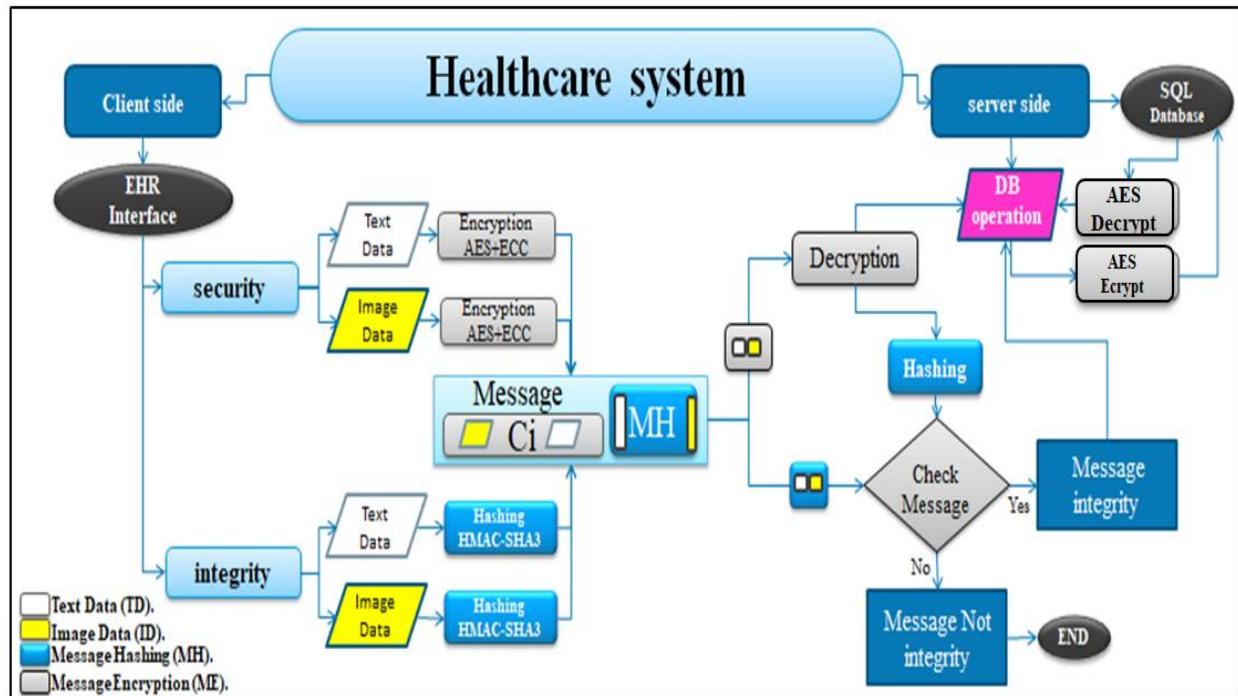 Healthcare system
Client side
server side
SQL
Database
EHR
Interface
DB
operation
AES
Decrypt
AES
Ecrypt
Text
Data
Encryption
AES+ECC
security
Image
Data
Encryption
AES+ECC
Decryption
Hashing
Message
Ci
MH
Check
Message
Yes
Message
integrity
Text
Data
Hashing
HMAC-SHA3
integrity
Image
Data
Hashing
HMAC-SHA3
No
Message Not
integrity
END
Text Data (TD).
Image Data (ID).
Message Hashing (MH).
Message Encryption (ME).